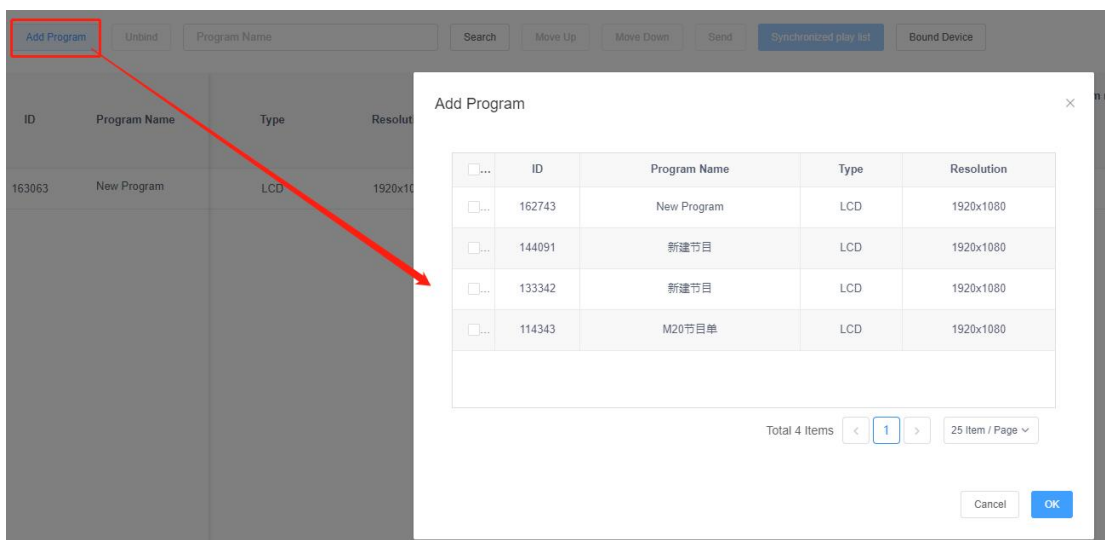 Add Program Unbind Program Name Search Move Up Move Down Send Synchronized play list Bound Device
ID Program Name Type Resolut
163063 New Program LCD 1920x10
Add Program
... ID Program Name Type Resolution
... 162743 New Program LCD 1920x1080
... 144091 新建节目 LCD 1920x1080
... 133342 新建节目 LCD 1920x1080
... 114343 M20节目单 LCD 1920x1080
Total 4 Items < 1 > 25 Item / Page
Cancel OK